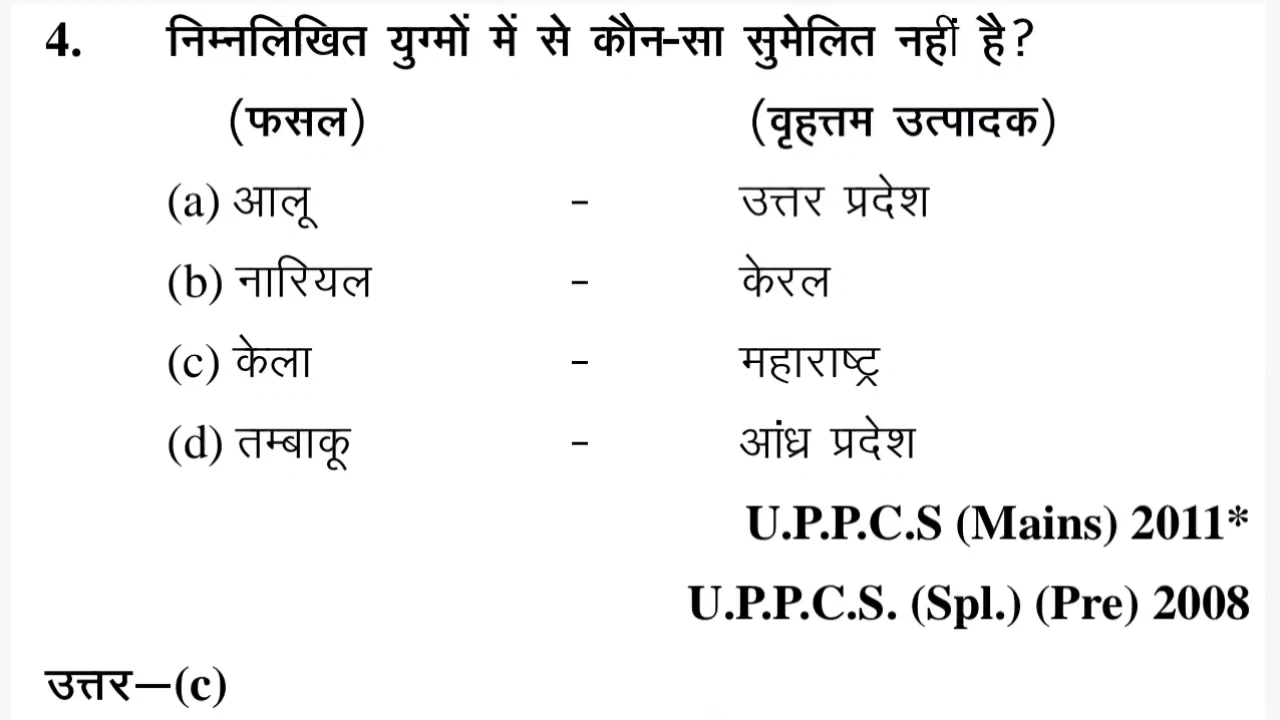 4. निम्नलिखित युग्मों में से कौन-सा सुमेलित नहीं है?
(फसल) (वृहत्तम उत्पादक)
(a) आलू - उत्तर प्रदेश
(b) नारियल - केरल
(c) केला - महाराष्ट्र
(d) तम्बाकू - आंध्र प्रदेश
U.P.P.C.S (Mains) 2011*
U.P.P.C.S. (Spl.) (Pre) 2008
उत्तर—(c)